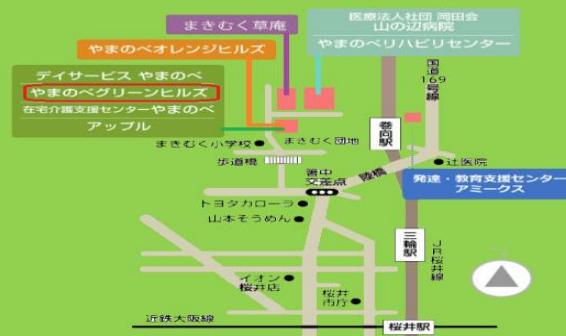 まきむく草庵
医療法人社団 岡田会
山の辺病院
やまのべリハビリセンター
やまのべオレンジヒルズ
デイサービス やまのべ
やまのべグリーンヒルズ
在宅介護支援センターやまのべ
アップル
国道169号線
まきむく小学校
まきむく団地
巻向駅
歩道橋
箸中
交差点
陸橋
辻医院
発達・教育支援センター
アミークス
トヨタカローラ
山本そうめん
三輪駅
JR桜井線
イオン
桜井店
桜井
市庁
近鉄大阪線
桜井駅